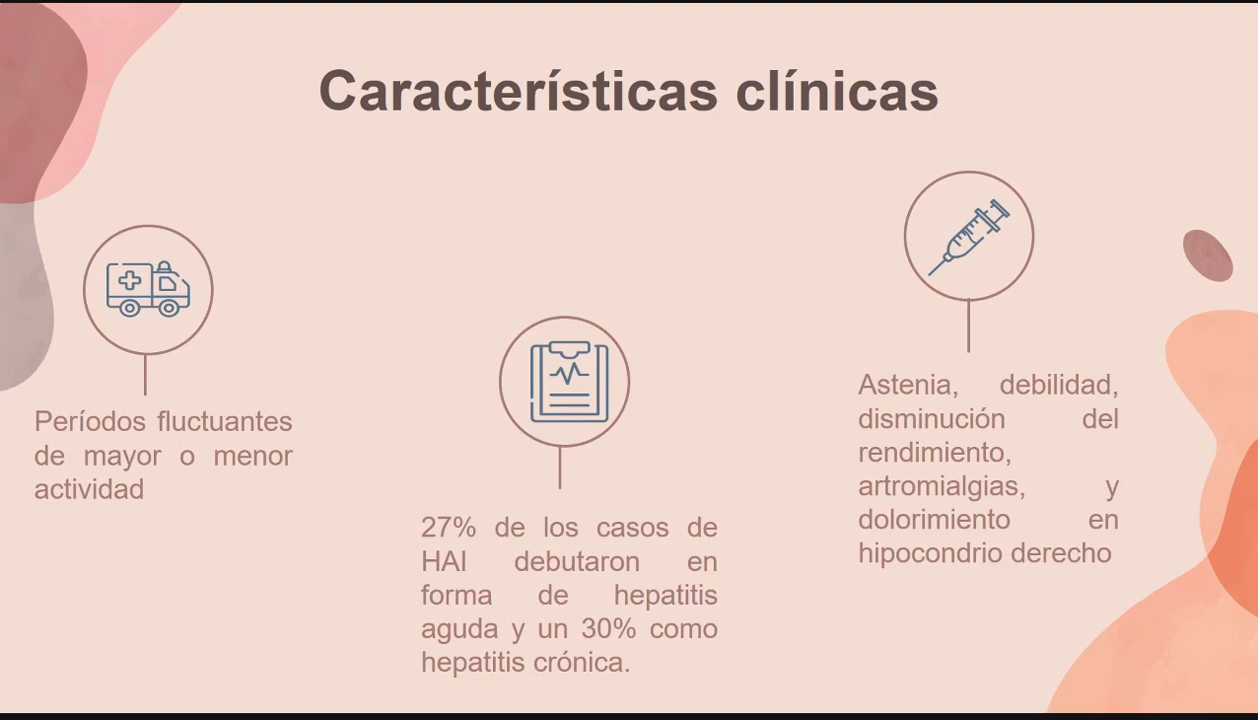 Características clínicas
Períodos fluctuantes
de mayor o menor
actividad
27% de los casos de
HAI debutaron en
forma de hepatitis
aguda y un 30% como
hepatitis crónica.
Astenia, debilidad,
disminución del
rendimiento,
artromialgias, y
dolorimiento en
hipocondrio derecho